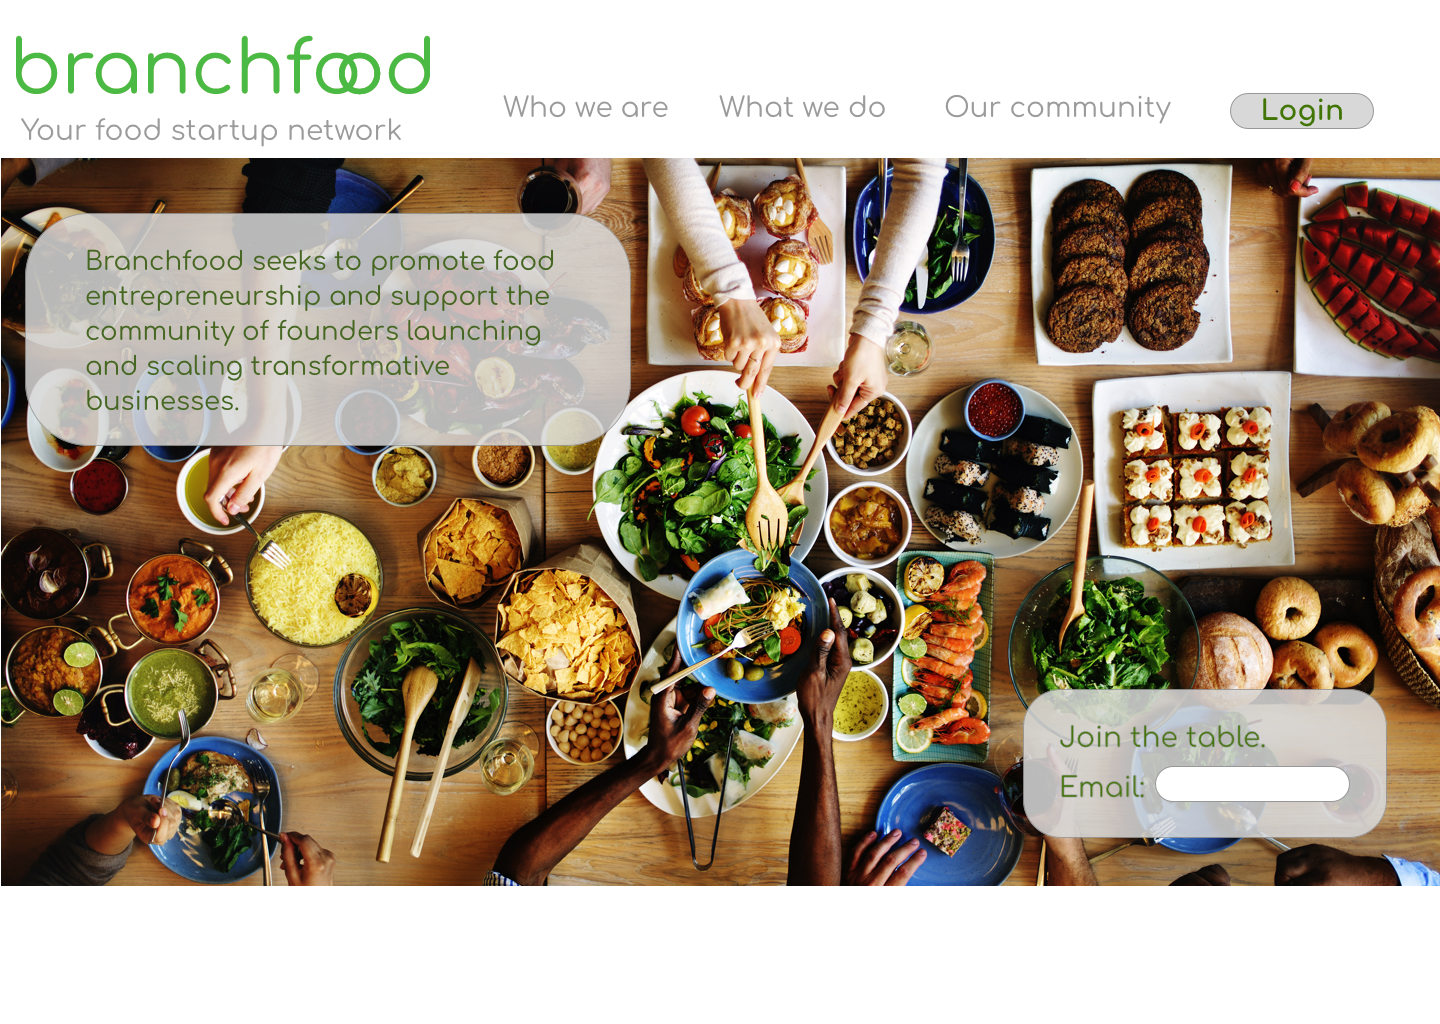 branchfood
Your food startup network
Who we are
What we do
Our community
Login
Branchfood seeks to promote food
entrepreneurship and support the
community of founders launching
and scaling transformative
businesses.
Join the table.
Email: